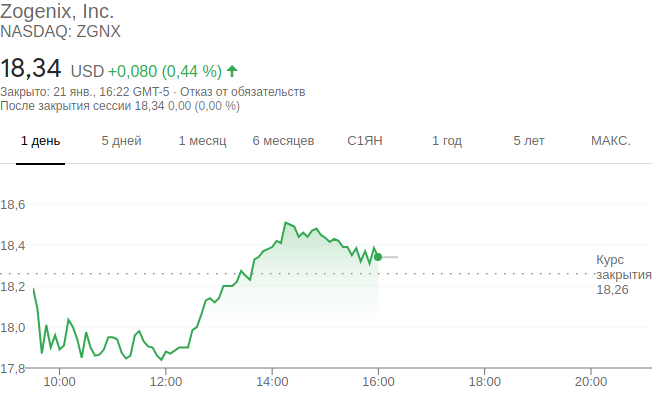 Zogenix, Inc.
NASDAQ: ZGNX
18,34 USD +0,080 (0,44 %)
Закрыто: 21 янв., 16:22 GMT-5 · Отказ от обязательств
После закрытия сессии 18,34 0,00 (0,00 %)
1 день 5 дней 1 месяц 6 месяцев С1ЯН 1 год 5 лет МАКС.
18,6
18,4
Курс
закрытия
18,26
18,2
18,0
17,8
10:00 12:00 14:00 16:00 18:00 20:00